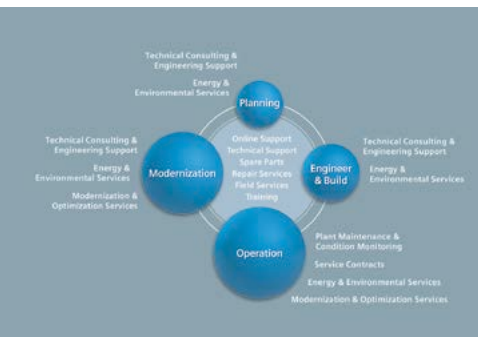 Technical Consulting &
Engineering Support
Energy &
Environmental Services
Planning
Online Support
Technical Support
Spare Parts
Repair Services
Field Services
Training
Technical Consulting &
Engineering Support
Energy &
Environmental Services
Modernization &
Optimization Services
Modernization
Engineer
& Build
Technical Consulting &
Engineering Support
Energy &
Environmental Services
Operation
Plant Maintenance &
Condition Monitoring
Service Contracts
Energy & Environmental Services
Modernization & Optimization Services